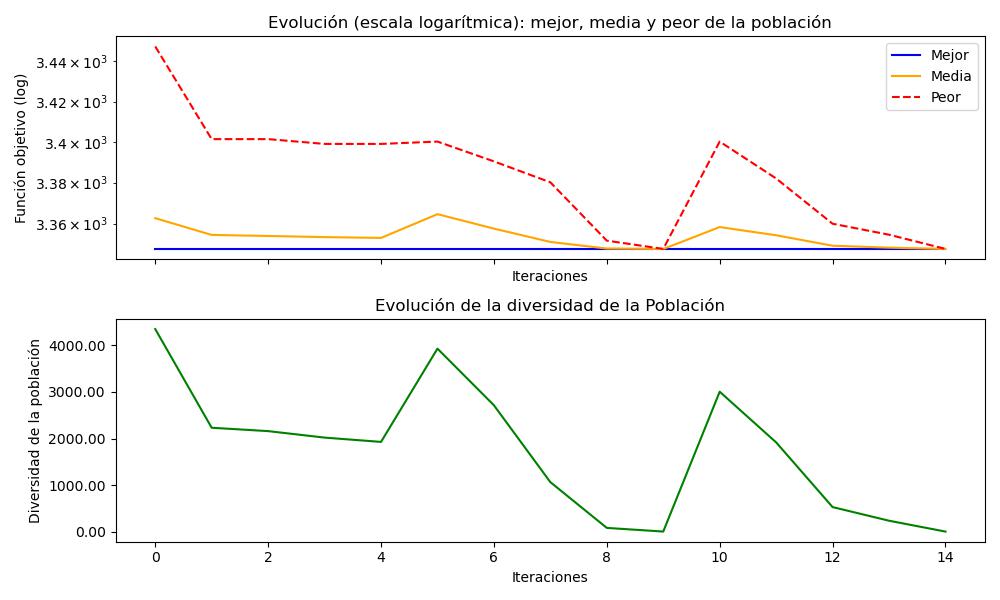 Evolución (escala logarítmica): mejor, media y peor de la población
Función objetivo (log)
3.44 × 10³
3.42 × 10³
3.4 × 10³
3.38 × 10³
3.36 × 10³
Mejor
Media
Peor
Iteraciones
Evolución de la diversidad de la Población
Diversidad de la población
4000.00
3000.00
2000.00
1000.00
0.00
0 2 4 6 8 10 12 14
Iteraciones